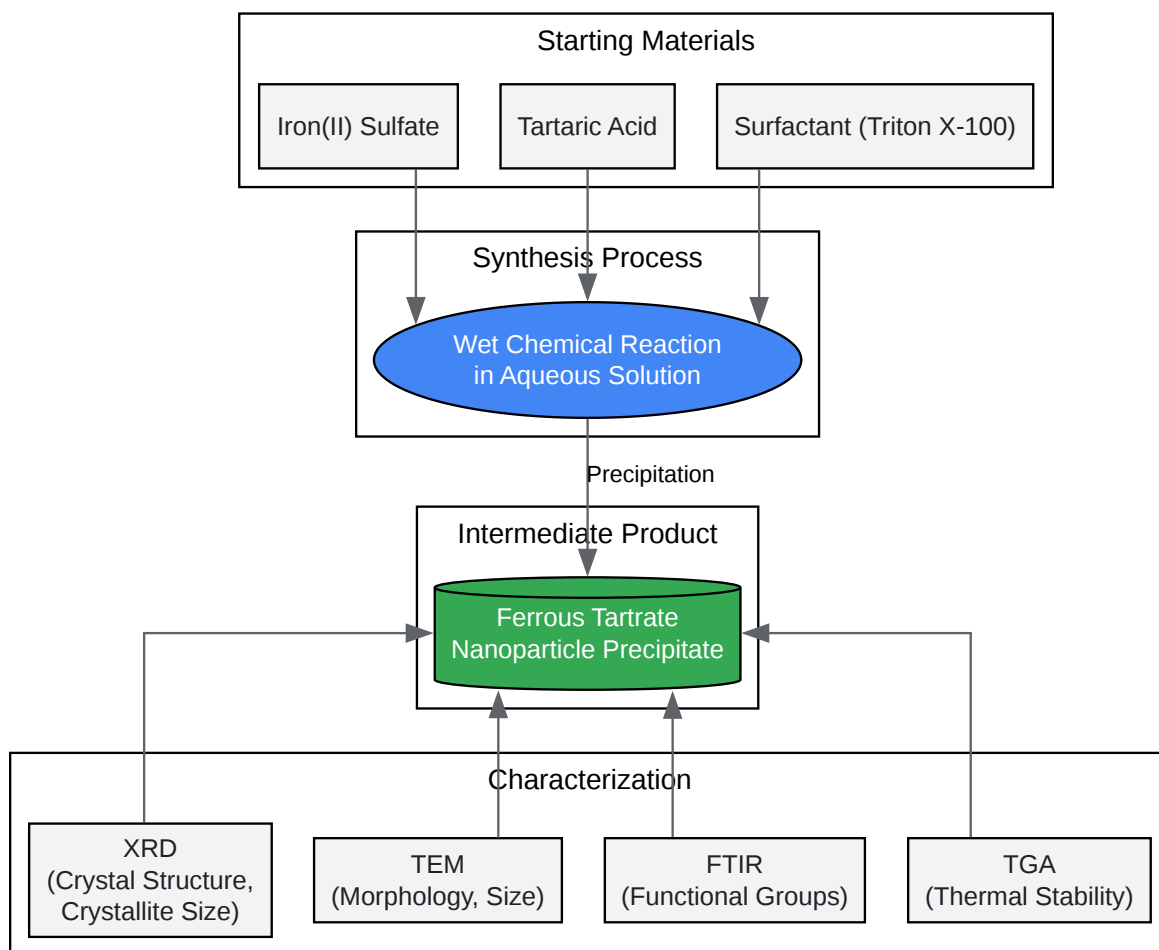 Starting Materials
Iron(II) Sulfate
Tartaric Acid
Surfactant (Triton X-100)
Synthesis Process
Wet Chemical Reaction
in Aqueous Solution
Precipitation
Intermediate Product
Ferrous Tartrate
Nanoparticle Precipitate
Characterization
XRD
(Crystal Structure,
Crystallite Size)
TEM
(Morphology, Size)
FTIR
(Functional Groups)
TGA
(Thermal Stability)